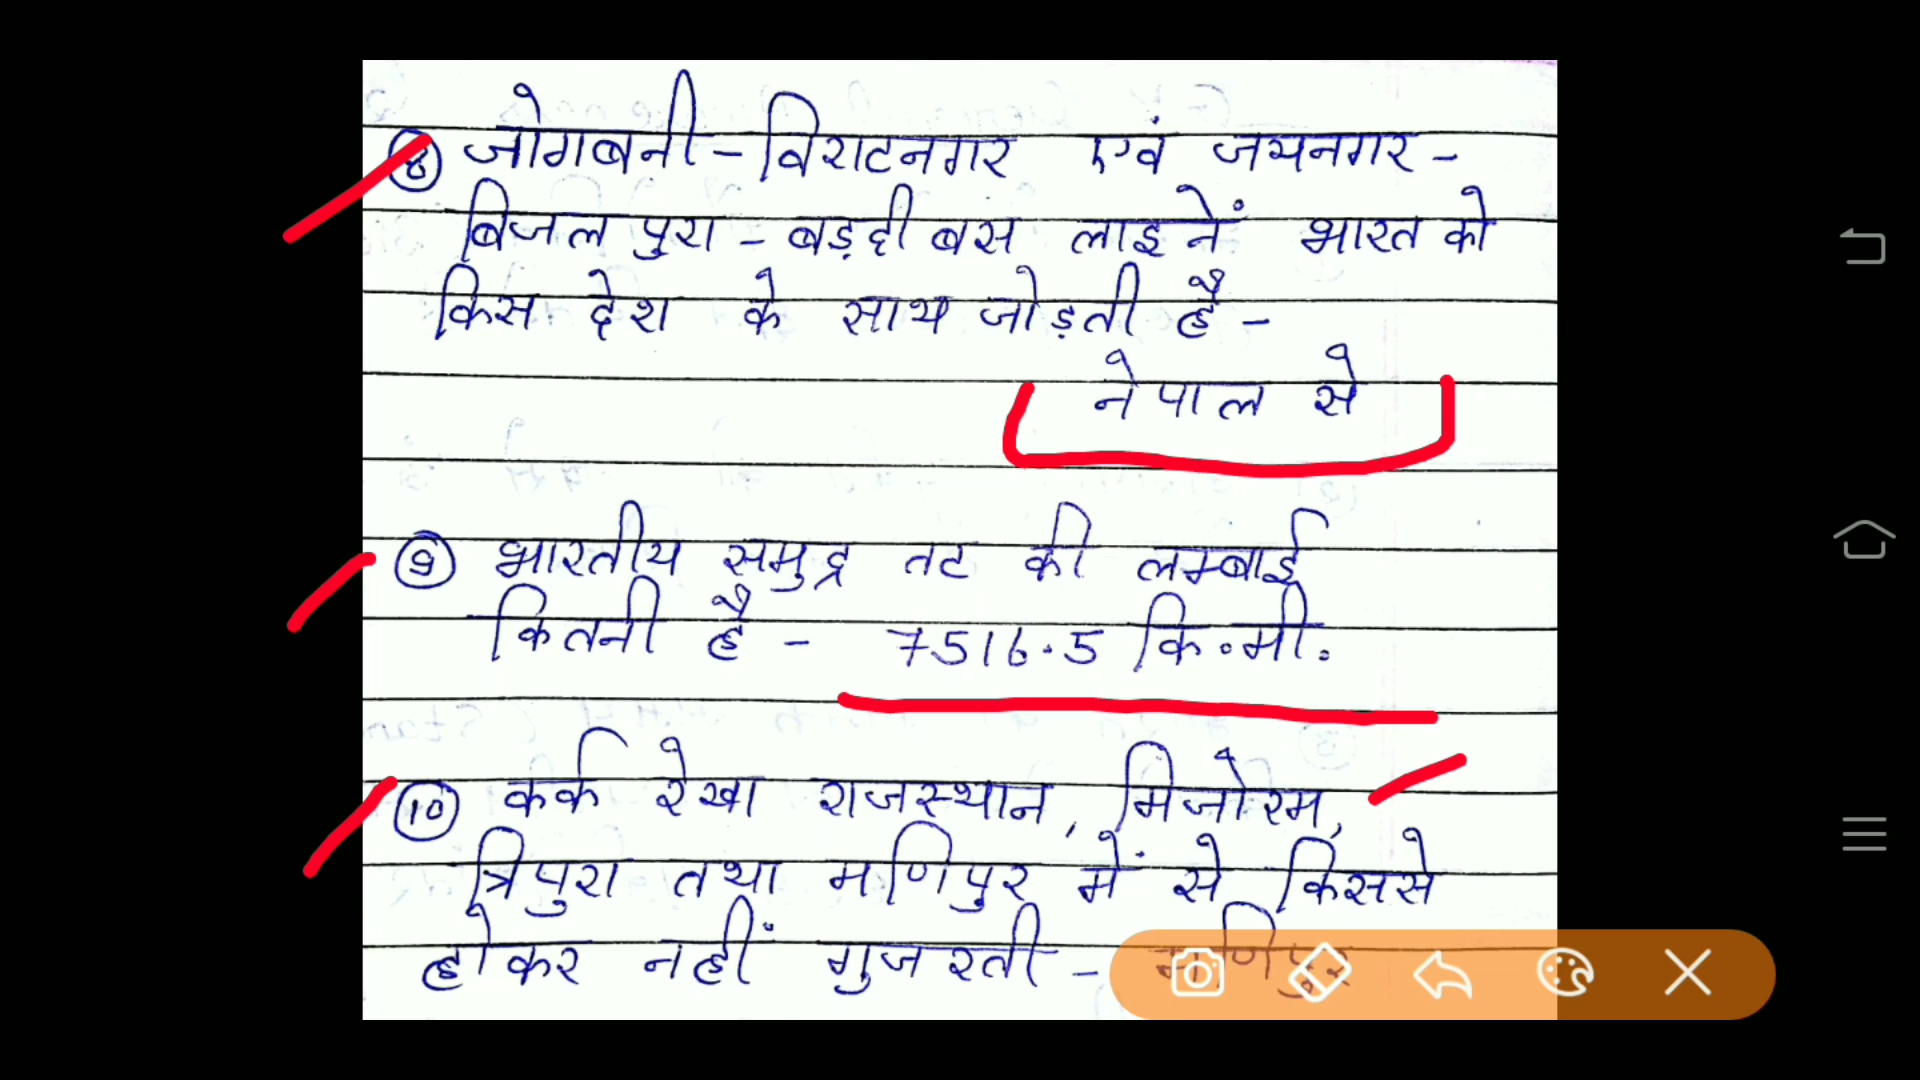 ⑧ जोगबनी - विराटनगर एवं जयनगर -
बिजलपुरा - बड़दीबस लाइनें भारत को
किस देश के साथ जोड़ती है -
नेपाल से
⑨ भारतीय समुद्र तट की लम्बाई
कितनी है - 7516.5 कि.मी.
⑩ कर्क रेखा राजस्थान, मिजोरम,
त्रिपुरा तथा मणिपुर में से किससे
होकर नहीं गुजरती - मणिपुर